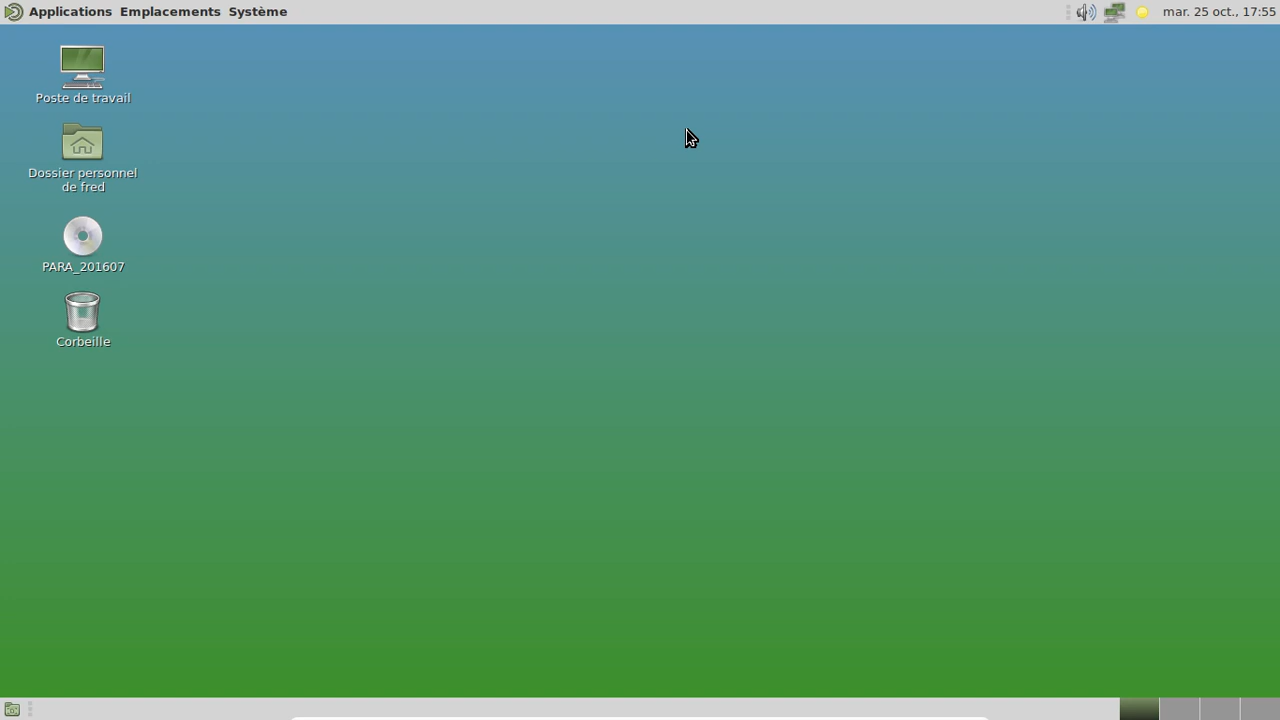 Applications Emplacements Système
mar. 25 oct., 17:55
Poste de travail
Dossier personnel
de fred
PARA_201607
Corbeille